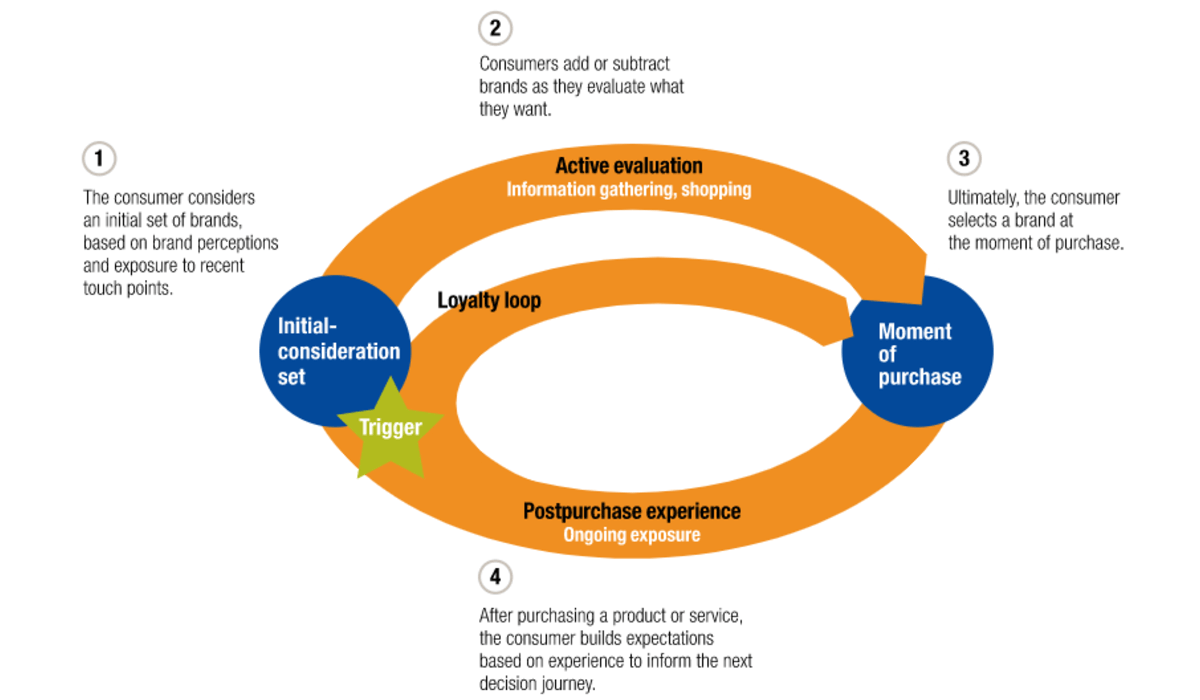 1
The consumer considers
an initial set of brands,
based on brand perceptions
and exposure to recent
touch points.
2
Consumers add or subtract
brands as they evaluate what
they want.
3
Ultimately, the consumer
selects a brand at
the moment of purchase.
Active evaluation
Information gathering, shopping
Loyalty loop
Initial-
consideration
set
Trigger
Moment
of
purchase
Postpurchase experience
Ongoing exposure
4
After purchasing a product or service,
the consumer builds expectations
based on experience to inform the next
decision journey.